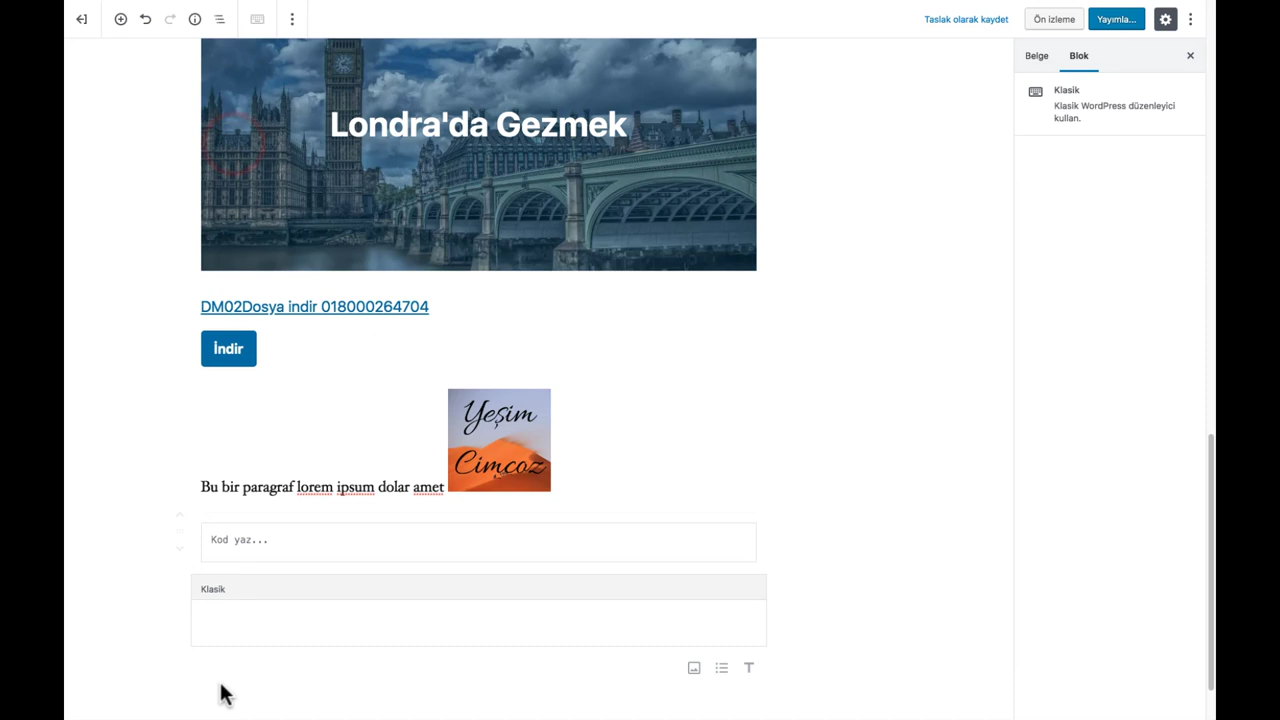 Taslak olarak kaydet
Ön izleme
Yayımla...
Belge
Blok
Klasik
Klasik WordPress düzenleyici
kullan.
Londra'da Gezmek
DM02Dosya indir 018000264704
İndir
Yeşim
Cimcoz
Bu bir paragraf lorem ipsum dolar amet
Kod yaz...
Klasik